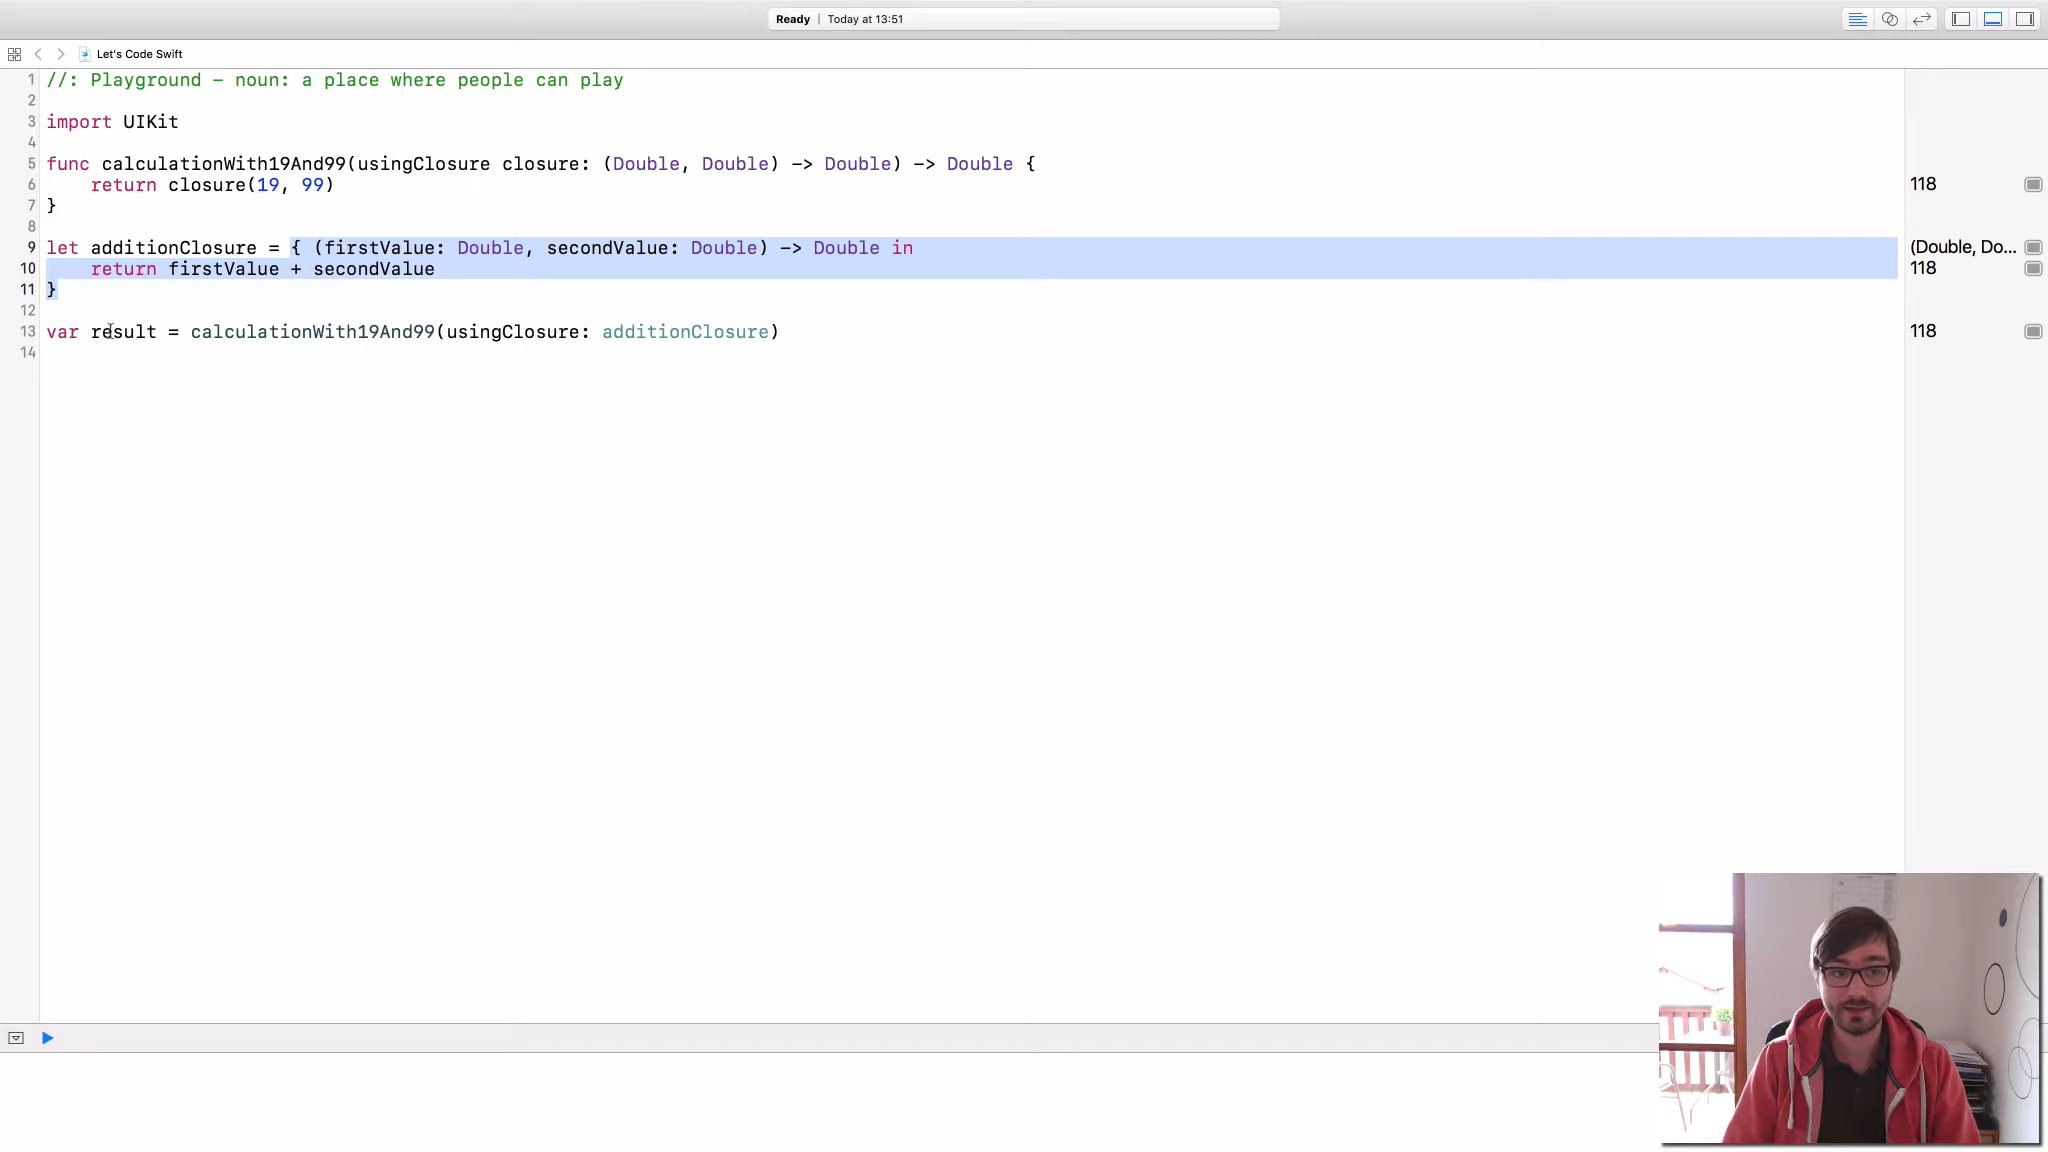 Ready | Today at 13:51
Let's Code Swift
1 //: Playground – noun: a place where people can play
2
3 import UIKit
4
5 func calculationWith19And99(usingClosure closure: (Double, Double) -> Double) -> Double {
6 return closure(19, 99) 118
7 }
8
9 let additionClosure = { (firstValue: Double, secondValue: Double) -> Double in (Double, Do...
10 return firstValue + secondValue 118
11 }
12
13 var result = calculationWith19And99(usingClosure: additionClosure) 118
14